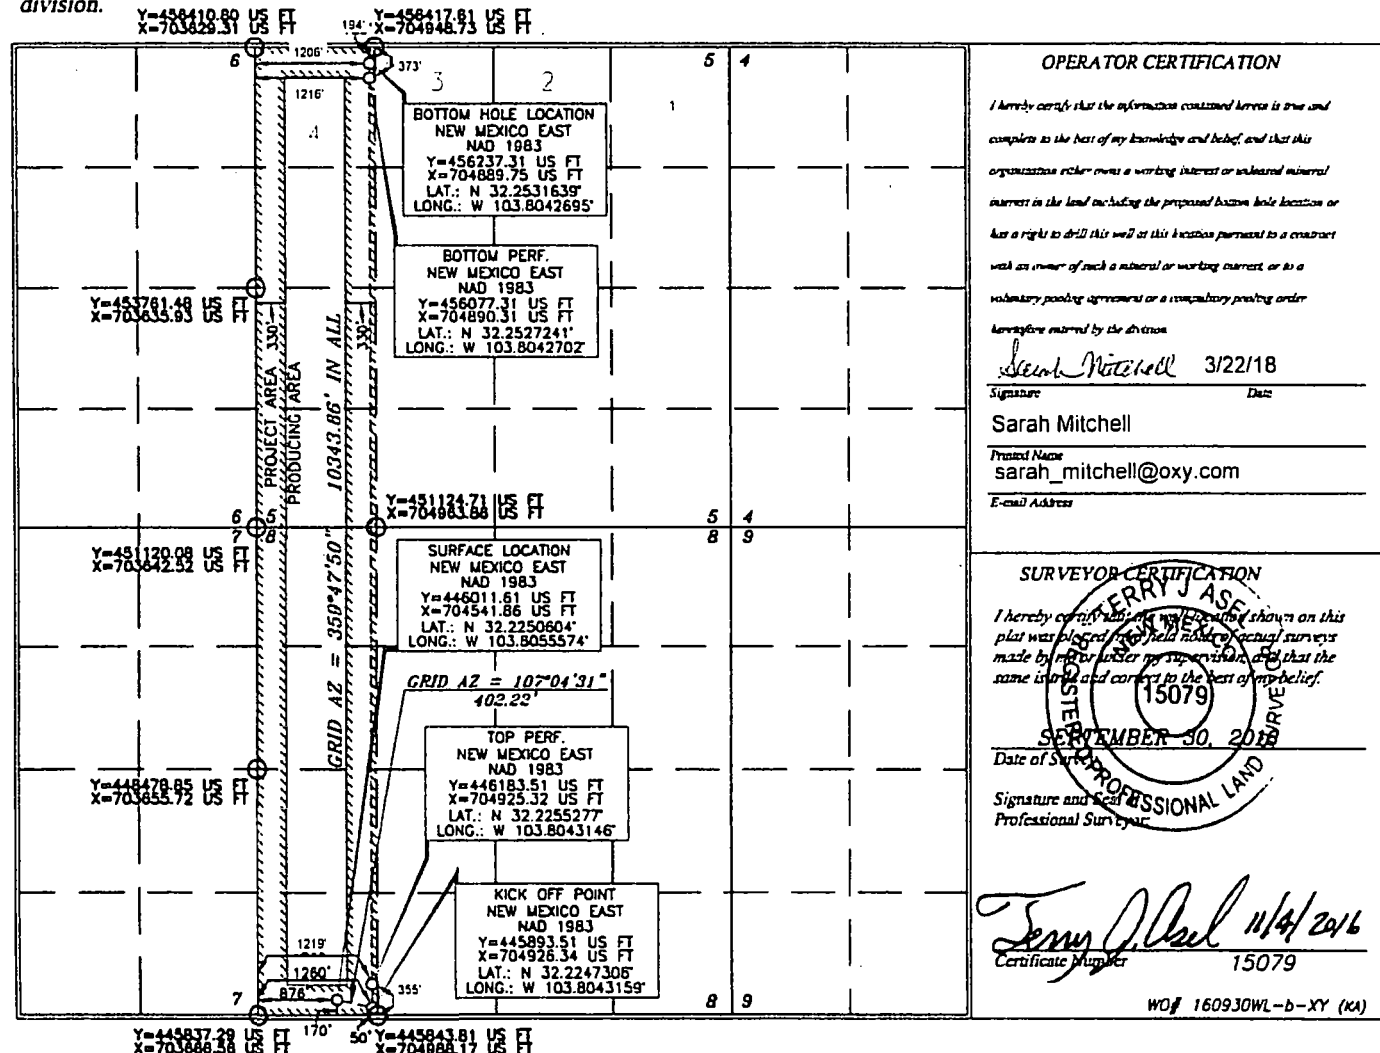 division.
Y=456410.80 US FT
X=703629.31 US FT
Y=456417.61 US FT
X=704948.73 US FT
194'
1206'
373'
1216'
6
5 4
4
3
2
1
BOTTOM HOLE LOCATION
NEW MEXICO EAST
NAD 1983
Y=456237.31 US FT
X=704889.75 US FT
LAT.: N 32.2531639°
LONG.: W 103.8042695°
BOTTOM PERF.
NEW MEXICO EAST
NAD 1983
Y=456077.31 US FT
X=704890.31 US FT
LAT.: N 32.2527241°
LONG.: W 103.8042702°
Y=453761.48 US FT
X=703635.93 US FT
330'
330'
PROJECT AREA
PRODUCING AREA
GRID AZ = 359°47'50"
10343.86' IN ALL
Y=451124.71 US FT
X=704963.86 US FT
6 5
7 8
5 4
8 9
Y=451120.08 US FT
X=703642.52 US FT
SURFACE LOCATION
NEW MEXICO EAST
NAD 1983
Y=446011.61 US FT
X=704541.86 US FT
LAT.: N 32.2250604°
LONG.: W 103.8055574°
GRID AZ = 107°04'31"
402.22'
TOP PERF.
NEW MEXICO EAST
NAD 1983
Y=446183.51 US FT
X=704925.32 US FT
LAT.: N 32.2255277°
LONG.: W 103.8043146°
Y=448478.85 US FT
X=703655.72 US FT
KICK OFF POINT
NEW MEXICO EAST
NAD 1983
Y=445893.51 US FT
X=704926.34 US FT
LAT.: N 32.2247306°
LONG.: W 103.8043159°
1219'
1260'
876'
355'
170'
50'
7
8 9
Y=445837.29 US FT
X=703668.56 US FT
Y=445843.81 US FT
X=704988.17 US FT
OPERATOR CERTIFICATION
I hereby certify that the information contained herein is true and
complete to the best of my knowledge and belief, and that this
organization either owns a working interest or unleased mineral
interest in the land including the proposed bottom hole location or
has a right to drill this well at this location pursuant to a contract
with an owner of such a mineral or working interest, or to a
voluntary pooling agreement or a compulsory pooling order
heretofore entered by the division
Sarah Mitchell 3/22/18
Signature Date
Sarah Mitchell
Printed Name
sarah_mitchell@oxy.com
E-mail Address
SURVEYOR CERTIFICATION
I hereby certify that the well location shown on this
plat was plotted from field notes of actual surveys
made by me or under my supervision, and that the
same is true and correct to the best of my belief.
TERRY J. ASEL
NEW MEXICO
15079
REGISTERED PROFESSIONAL LAND SURVEYOR
SEPTEMBER 30, 2016
Date of Survey
Signature and Seal of
Professional Surveyor:
Terry J. Asel 11/4/2016
Certificate Number 15079
WO# 160930WL-b-XY (KA)